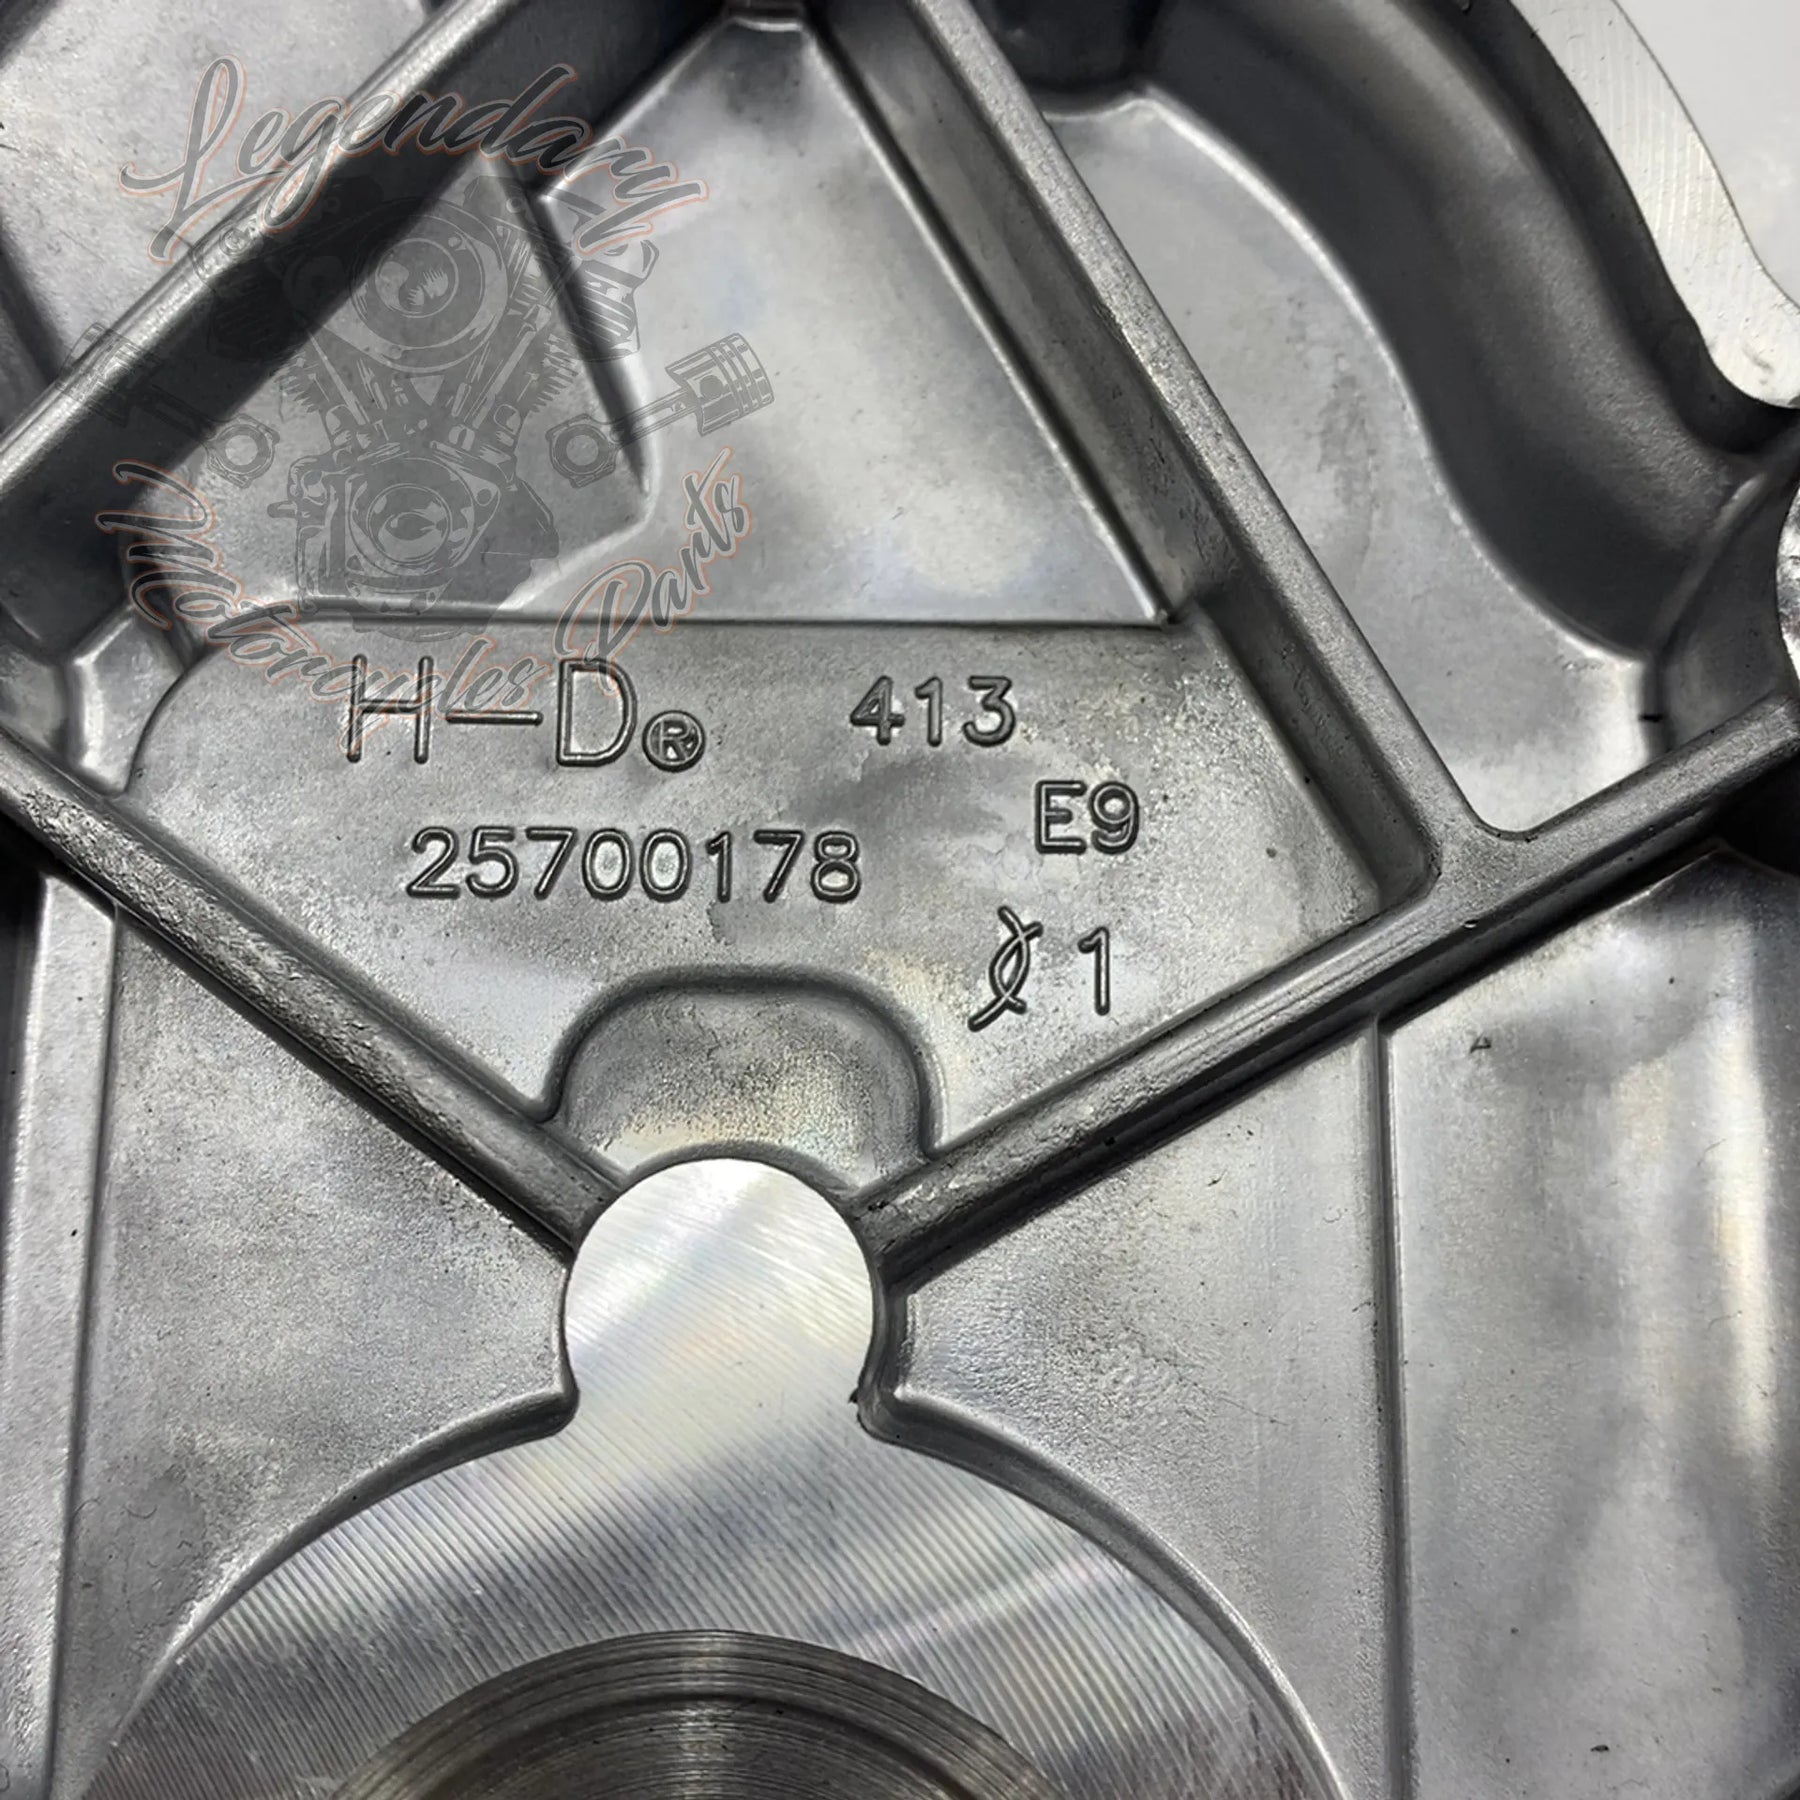 Legendary
Motorcycles Parts
H-D® 413
E9
25700178
1